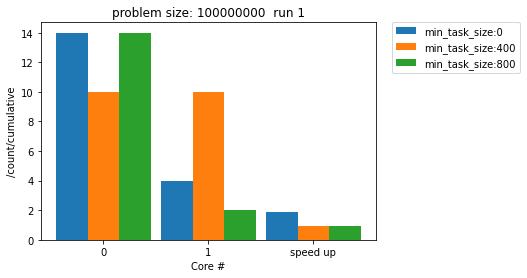 problem size: 100000000  run 1
min_task_size:0
min_task_size:400
min_task_size:800
/count/cumulative
14
12
10
8
6
4
2
0
0
1
speed up
Core #